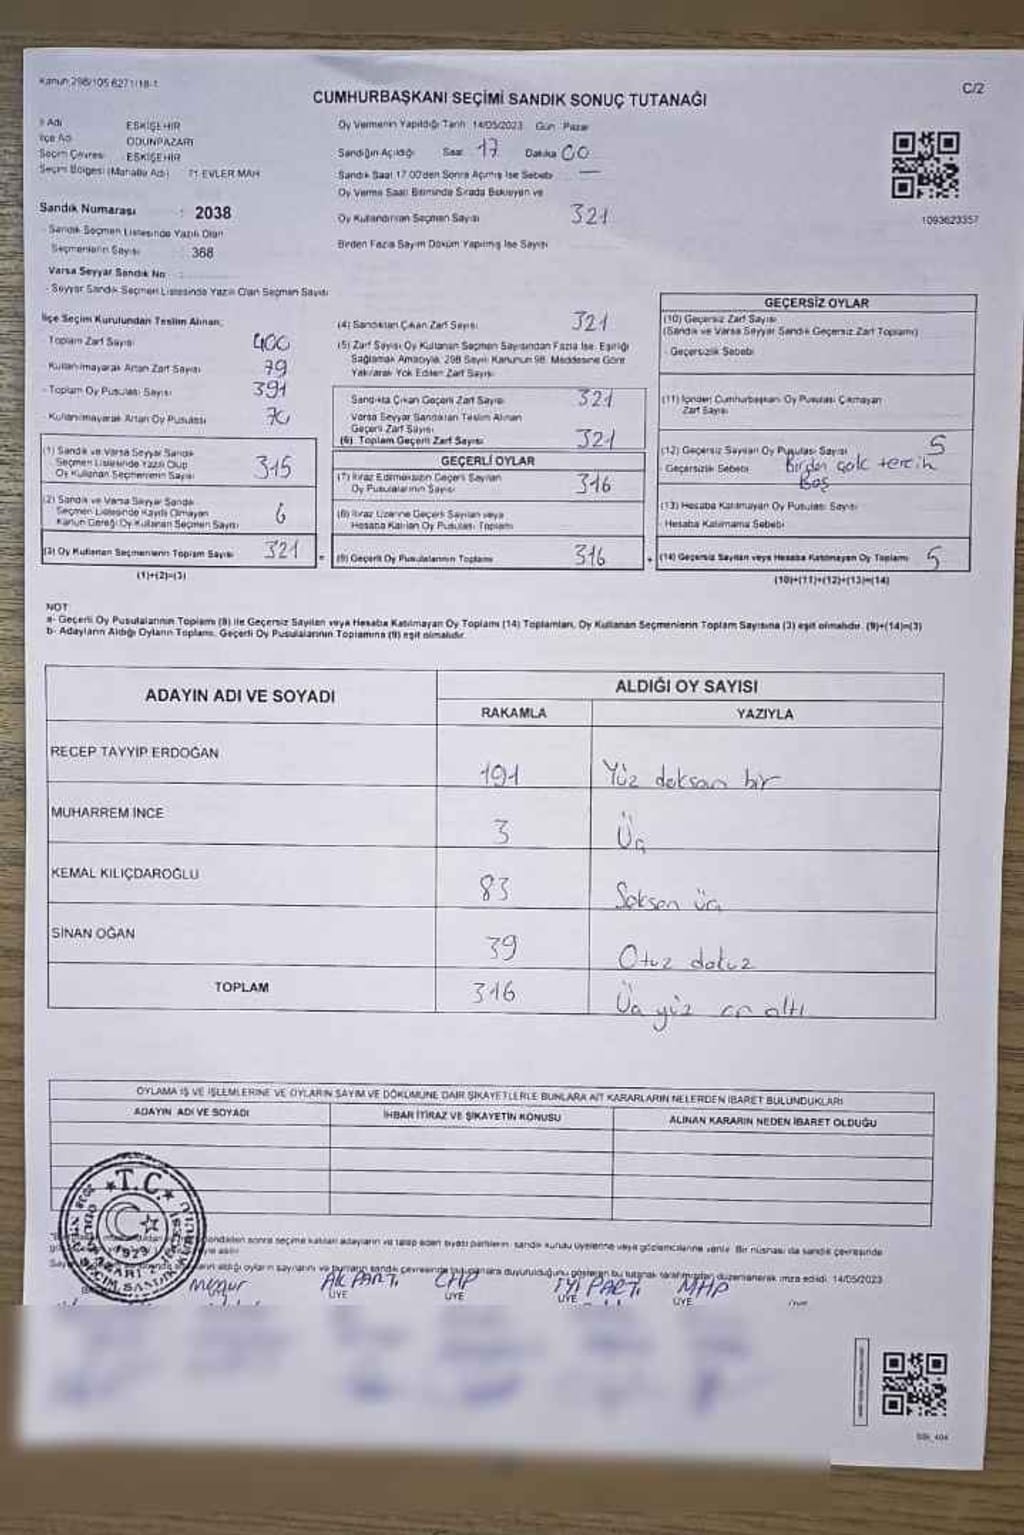 Kanun 298/105 6271/18-1
C/2
CUMHURBAŞKANI SEÇİMİ SANDIK SONUÇ TUTANAĞI
İl Adı ESKİŞEHİR
İlçe Adı ODUNPAZARI
Seçim Çevresi ESKİŞEHİR
Seçim Bölgesi (Mahalle Adı) 71 EVLER MAH
Sandık Numarası : 2038
- Sandık Seçmen Listesinde Yazılı Olan
Seçmenlerin Sayısı : 368
Varsa Seyyar Sandık No
- Seyyar Sandık Seçmen Listesinde Yazılı Olan Seçmen Sayısı
Oy Vermenin Yapıldığı Tarih 14/05/2023 Gün Pazar
Sandığın Açıldığı Saat 17 Dakika 00
Sandık Saat 17.00'den Sonra Açılmış İse Sebebi —
Oy Verme Saati Bitiminde Sırada Bekleyen ve
Oy Kullandırılan Seçmen Sayısı 321
Birden Fazla Sayım Döküm Yapılmış İse Sayısı
1093623357
İlçe Seçim Kurulundan Teslim Alınan;
- Toplam Zarf Sayısı 400
- Kullanılmayarak Artan Zarf Sayısı 79
- Toplam Oy Pusulası Sayısı 391
- Kullanılmayarak Artan Oy Pusulası 70
(1) Sandık ve Varsa Seyyar Sandık
Seçmen Listesinde Yazılı Olup
Oy Kullanan Seçmenlerin Sayısı 315
(2) Sandık ve Varsa Seyyar Sandık
Seçmen Listesinde Kayıtlı Olmayan
Kanun Gereği Oy Kullanan Seçmen Sayısı 6
(3) Oy Kullanan Seçmenlerin Toplam Sayısı 321
(1)+(2)=(3)
(4) Sandıktan Çıkan Zarf Sayısı 321
(5) Zarf Sayısı Oy Kullanan Seçmen Sayısından Fazla İse, Eşitliği
Sağlamak Amacıyla, 298 Sayılı Kanunun 98. Maddesine Göre
Yakılarak Yok Edilen Zarf Sayısı
Sandıkta Çıkan Geçerli Zarf Sayısı 321
Varsa Seyyar Sandıktan Teslim Alınan
Geçerli Zarf Sayısı
(6) Toplam Geçerli Zarf Sayısı 321
GEÇERLİ OYLAR
(7) İtiraz Edilmeksizin Geçerli Sayılan
Oy Pusulalarının Sayısı 316
(8) İtiraz Üzerine Geçerli Sayılan veya
Hesaba Katılan Oy Pusulası Toplamı
(9) Geçerli Oy Pusulalarının Toplamı 316
GEÇERSİZ OYLAR
(10) Geçersiz Zarf Sayısı
(Sandık ve Varsa Seyyar Sandık Geçersiz Zarf Toplamı)
- Geçersizlik Sebebi
(11) İçinden Cumhurbaşkanı Oy Pusulası Çıkmayan
Zarf Sayısı
(12) Geçersiz Sayılan Oy Pusulası Sayısı 5
- Geçersizlik Sebebi Birden çok tercih
Boş
(13) Hesaba Katılmayan Oy Pusulası Sayısı
- Hesaba Katılmama Sebebi
(14) Geçersiz Sayılan veya Hesaba Katılmayan Oy Toplamı 5
(10)+(11)+(12)+(13)=(14)
NOT
a- Geçerli Oy Pusulalarının Toplamı (9) ile Geçersiz Sayılan veya Hesaba Katılmayan Oy Toplamı (14) Toplamları, Oy Kullanan Seçmenlerin Toplam Sayısına (3) eşit olmalıdır. (9)+(14)=(3)
b- Adayların Aldığı Oyların Toplamı, Geçerli Oy Pusulalarının Toplamına (9) eşit olmalıdır.
ADAYIN ADI VE SOYADI
ALDIĞI OY SAYISI
RAKAMLA YAZIYLA
RECEP TAYYİP ERDOĞAN 191 Yüz doksan bir
MUHARREM İNCE 3 Üç
KEMAL KILIÇDAROĞLU 83 Seksen üç
SİNAN OĞAN 39 Otuz dokuz
TOPLAM 316 Üç yüz on altı
OYLAMA İŞ VE İŞLEMLERİNE VE OYLARIN SAYIM VE DÖKÜMÜNE DAİR ŞİKAYETLERLE BUNLARA AİT KARARLARIN NELERDEN İBARET BULUNDUKLARI
ADAYIN ADI VE SOYADI İHBAR İTİRAZ VE ŞİKAYETİN KONUSU ALINAN KARARIN NEDEN İBARET OLDUĞU
sonra seçime katılan adayların ve talep eden siyasi partilerin sandık kurulu üyelerine veya gözlemcilerine verilir. Bir nüshası da sandık çevresinde
aldığı oyların sayılarını ve bunların sandık çevresinde bulunanlara duyurulduğunu gösteren bu tutanak tarafımızdan düzenlenerek imza edildi. 14/05/2023
T.C.
1923
Memur AK PARTİ CHP İYİ PARTİ MHP
ÜYE ÜYE ÜYE ÜYE